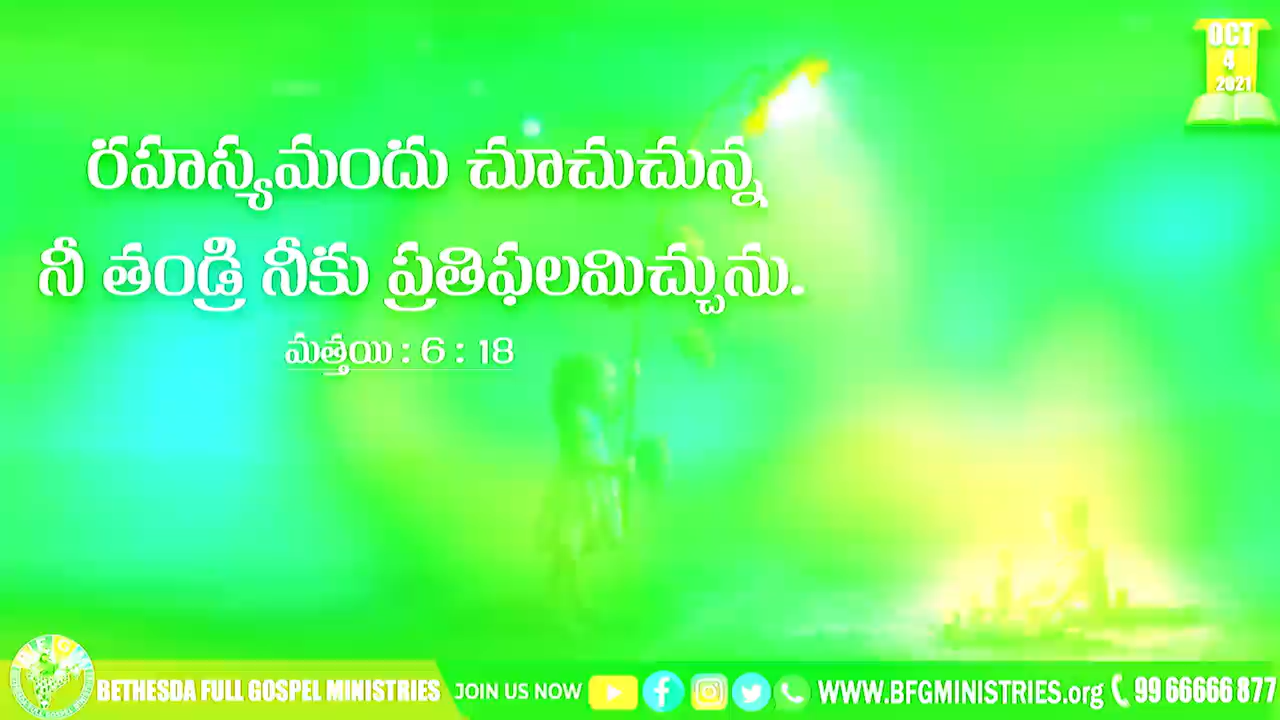 OCT
4
2021
రహస్యమందు చూచుచున్న
నీ తండ్రి నీకు ప్రతిఫలమిచ్చును.
మత్తయి : 6 : 18
BETHESDA FULL GOSPEL MINISTRIES JOIN US NOW WWW.BFGMINISTRIES.org 99 66666 877